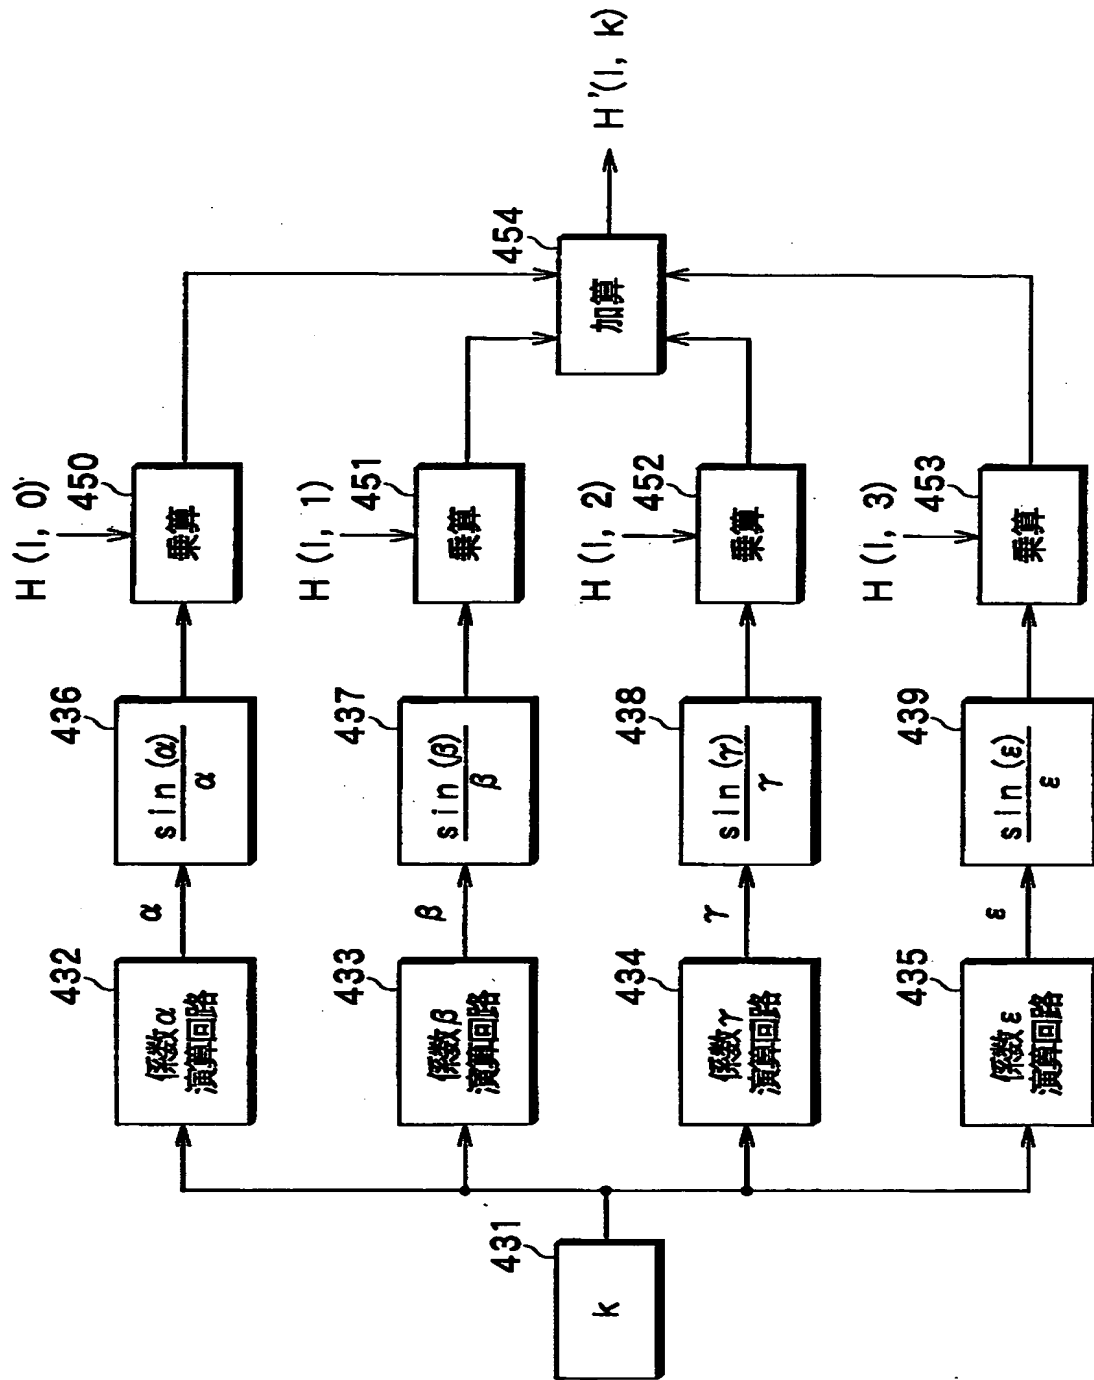 431
k
432
係数α
演算回路
α
436
sin (α)
α
H (l, 0)
450
乗算
433
係数β
演算回路
β
437
sin (β)
β
H (l, 1)
451
乗算
434
係数γ
演算回路
γ
438
sin (γ)
γ
H (l, 2)
452
乗算
435
係数ε
演算回路
ε
439
sin (ε)
ε
H (l, 3)
453
乗算
454
加算
H'(l, k)